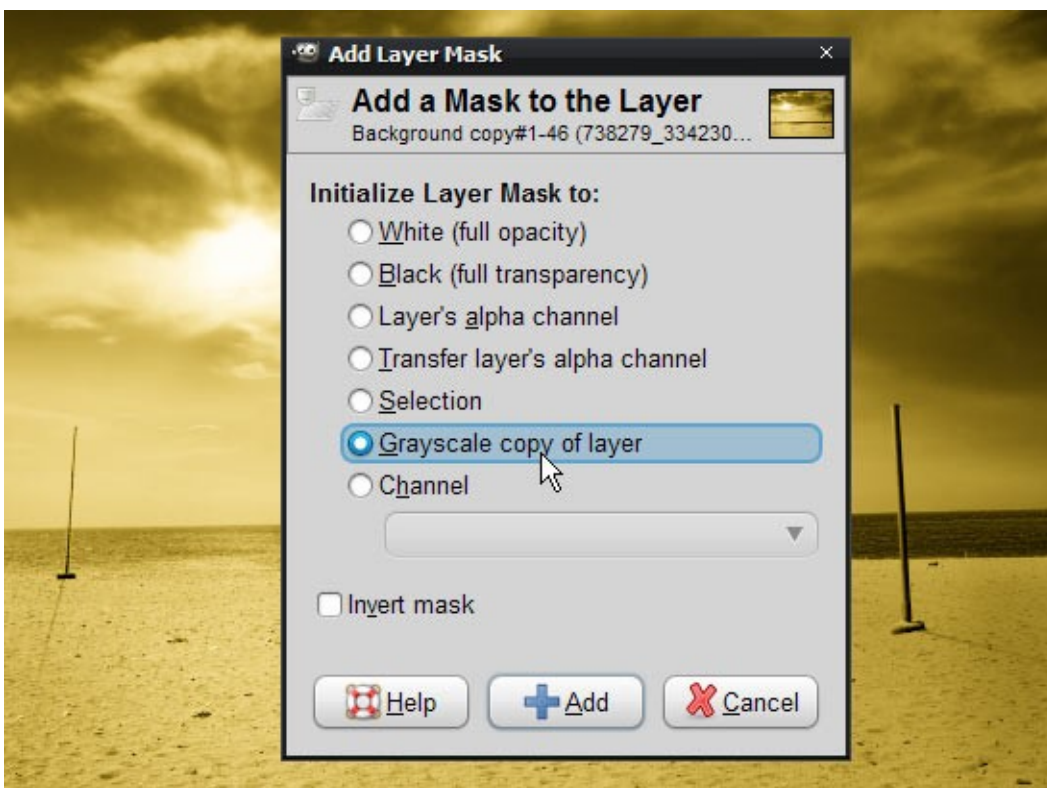 Add Layer Mask
Add a Mask to the Layer
Background copy#1-46 (738279_334230...
Initialize Layer Mask to:
White (full opacity)
Black (full transparency)
Layer's alpha channel
Transfer layer's alpha channel
Selection
Grayscale copy of layer
Channel
Invert mask
Help Add Cancel